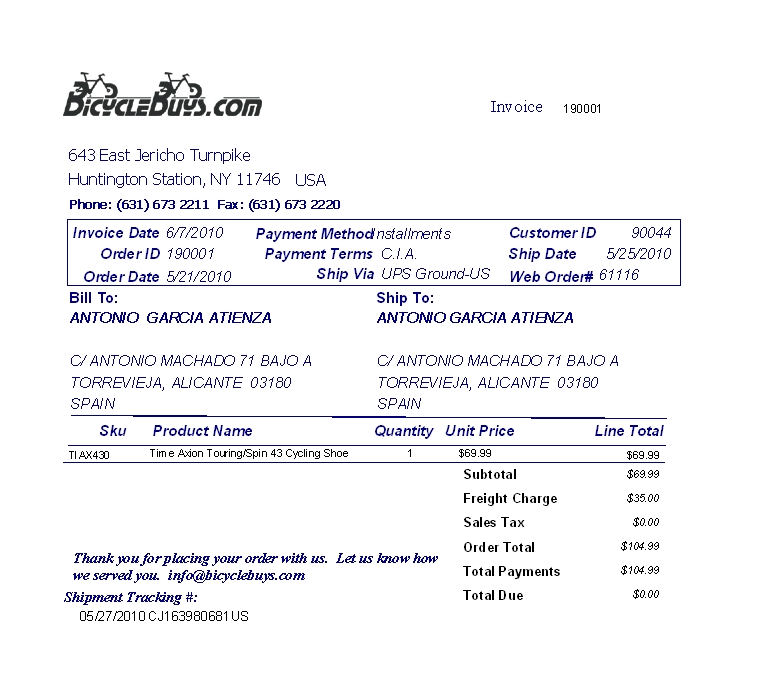 BicycleBuys.com
Invoice 190001
643 East Jericho Turnpike
Huntington Station, NY 11746 USA
Phone: (631) 673 2211 Fax: (631) 673 2220
Invoice Date 6/7/2010 Payment Method Installments Customer ID 90044
Order ID 190001 Payment Terms C.I.A. Ship Date 5/25/2010
Order Date 5/21/2010 Ship Via UPS Ground-US Web Order# 61116
Bill To: Ship To:
ANTONIO GARCIA ATIENZA ANTONIO GARCIA ATIENZA
C/ ANTONIO MACHADO 71 BAJO A C/ ANTONIO MACHADO 71 BAJO A
TORREVIEJA, ALICANTE 03180 TORREVIEJA, ALICANTE 03180
SPAIN SPAIN
Sku Product Name Quantity Unit Price Line Total
TIAX430 Time Axion Touring/Spin 43 Cycling Shoe 1 $69.99 $69.99
Subtotal $69.99
Freight Charge $35.00
Sales Tax $0.00
Order Total $104.99
Thank you for placing your order with us. Let us know how
we served you. info@bicyclebuys.com
Total Payments $104.99
Total Due $0.00
Shipment Tracking #:
05/27/2010 CJ163980681US